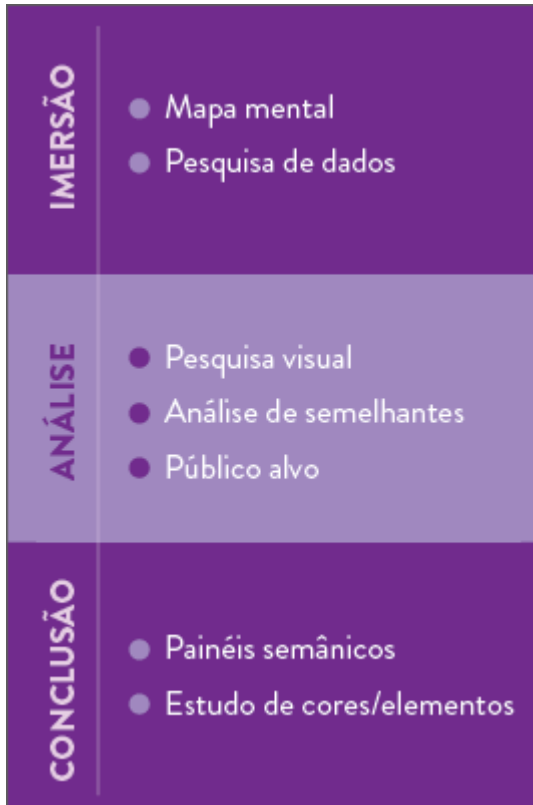 IMERSÃO
Mapa mental
Pesquisa de dados
ANÁLISE
Pesquisa visual
Análise de semelhantes
Público alvo
CONCLUSÃO
Painéis semânicos
Estudo de cores/elementos